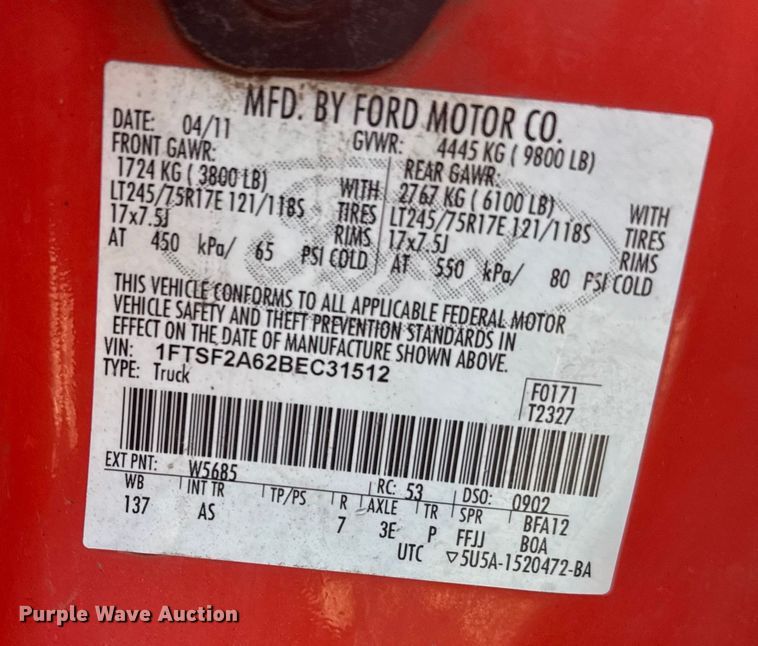 MFD. BY FORD MOTOR CO.
DATE: 04/11 GVWR: 4445 KG ( 9800 LB)
FRONT GAWR: REAR GAWR:
1724 KG ( 3800 LB) WITH 2767 KG ( 6100 LB) WITH
LT245/75R17E 121/118S TIRES LT245/75R17E 121/118S TIRES
17x7.5J RIMS 17x7.5J RIMS
AT 450 kPa/ 65 PSI COLD AT 550 kPa/ 80 PSI COLD
THIS VEHICLE CONFORMS TO ALL APPLICABLE FEDERAL MOTOR
VEHICLE SAFETY AND THEFT PREVENTION STANDARDS IN
EFFECT ON THE DATE OF MANUFACTURE SHOWN ABOVE.
VIN: 1FTSF2A62BEC31512
TYPE: Truck
F0171
T2327
EXT PNT: W5685 RC: 53 DSO: 0902
WB INT TR TP/PS R AXLE TR SPR BFA12
137 AS 7 3E P FFJJ BOA
UTC ▽5U5A-1520472-BA
Purple Wave Auction